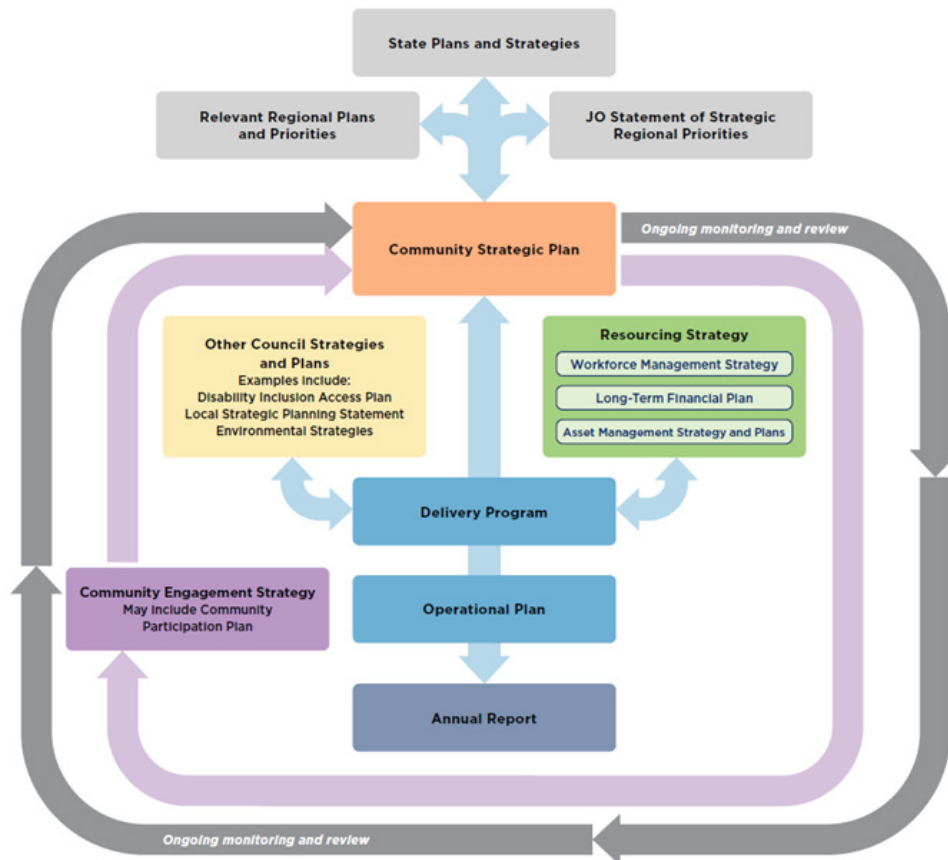 State Plans and Strategies
Relevant Regional Plans
and Priorities
JO Statement of Strategic
Regional Priorities
Ongoing monitoring and review
Community Strategic Plan
Other Council Strategies
and Plans
Examples Include:
Disability Inclusion Access Plan
Local Strategic Planning Statement
Environmental Strategies
Resourcing Strategy
Workforce Management Strategy
Long-Term Financial Plan
Asset Management Strategy and Plans
Delivery Program
Community Engagement Strategy
May Include Community
Participation Plan
Operational Plan
Annual Report
Ongoing monitoring and review